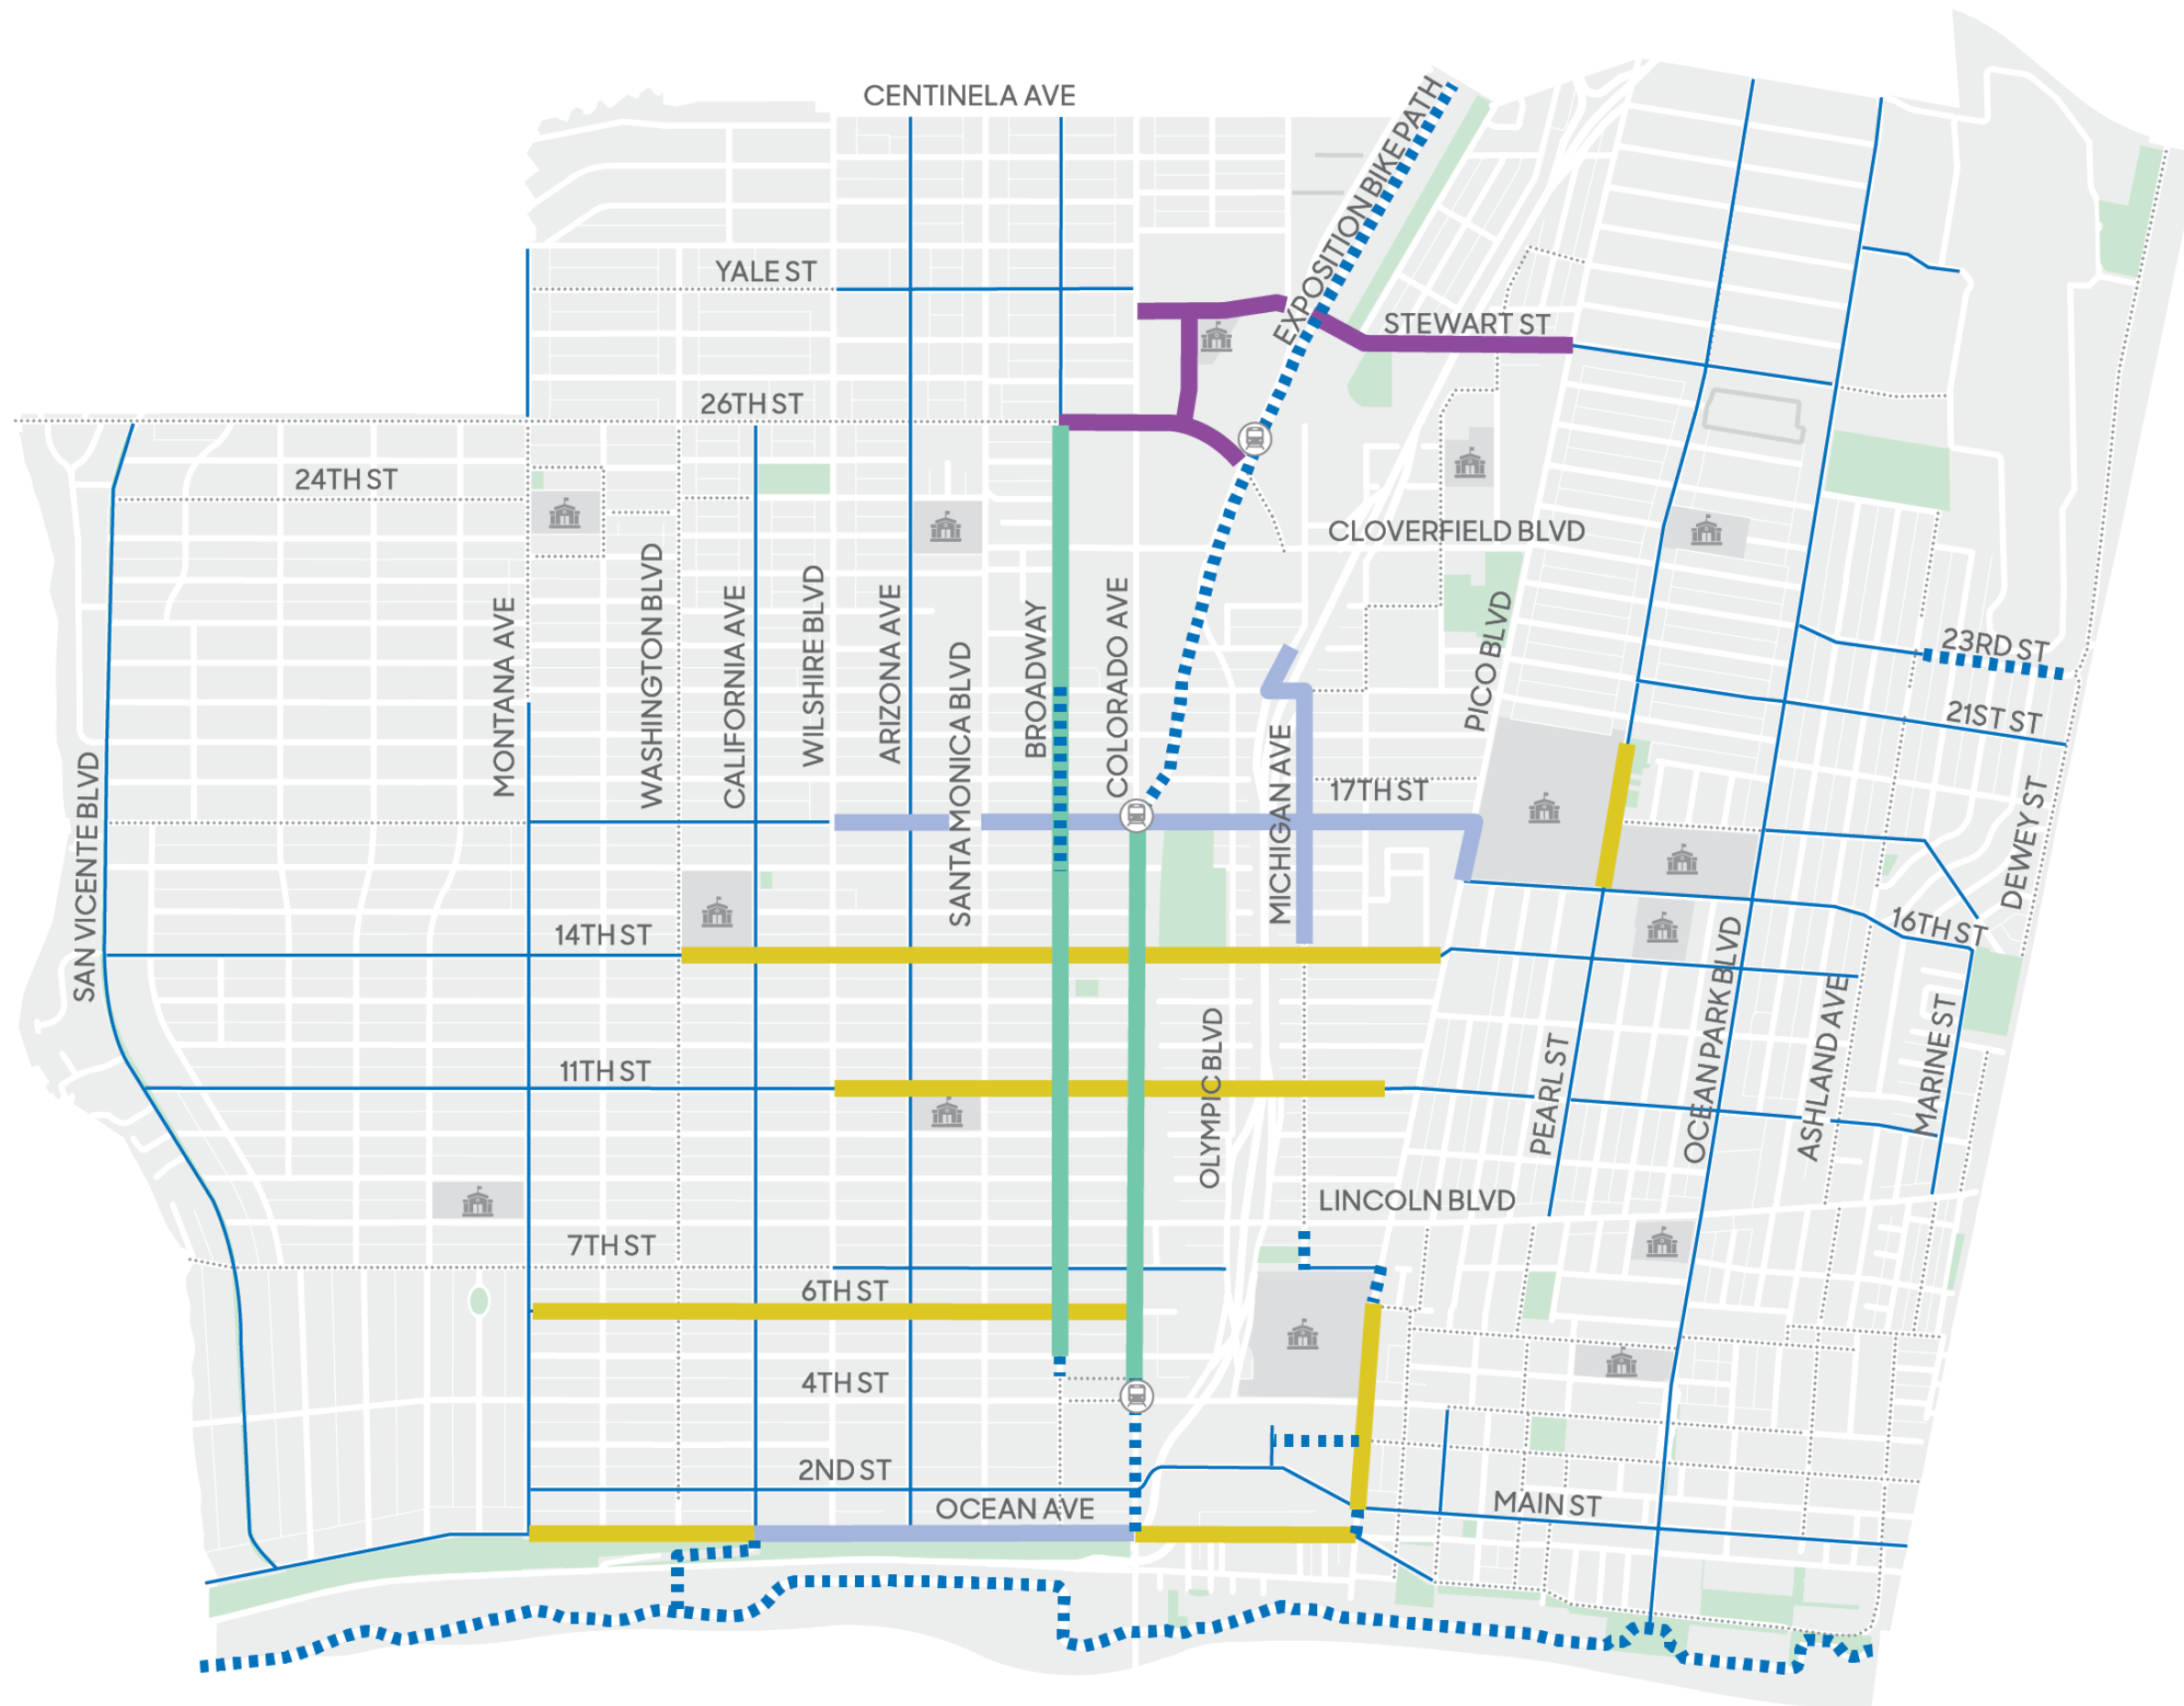 CENTINELA AVE
EXPOSITION BIKE PATH
YALE ST
STEWART ST
26TH ST
24TH ST
CLOVERFIELD BLVD
MONTANA AVE
WASHINGTON BLVD
CALIFORNIA AVE
WILSHIRE BLVD
ARIZONA AVE
SANTA MONICA BLVD
BROADWAY
COLORADO AVE
PICO BLVD
23RD ST
21ST ST
SAN VICENTE BLVD
MICHIGAN AVE
17TH ST
DEWEY ST
14TH ST
16TH ST
OLYMPIC BLVD
PEARL ST
OCEAN PARK BLVD
ASHLAND AVE
MARINE ST
11TH ST
LINCOLN BLVD
7TH ST
6TH ST
4TH ST
2ND ST
OCEAN AVE
MAIN ST